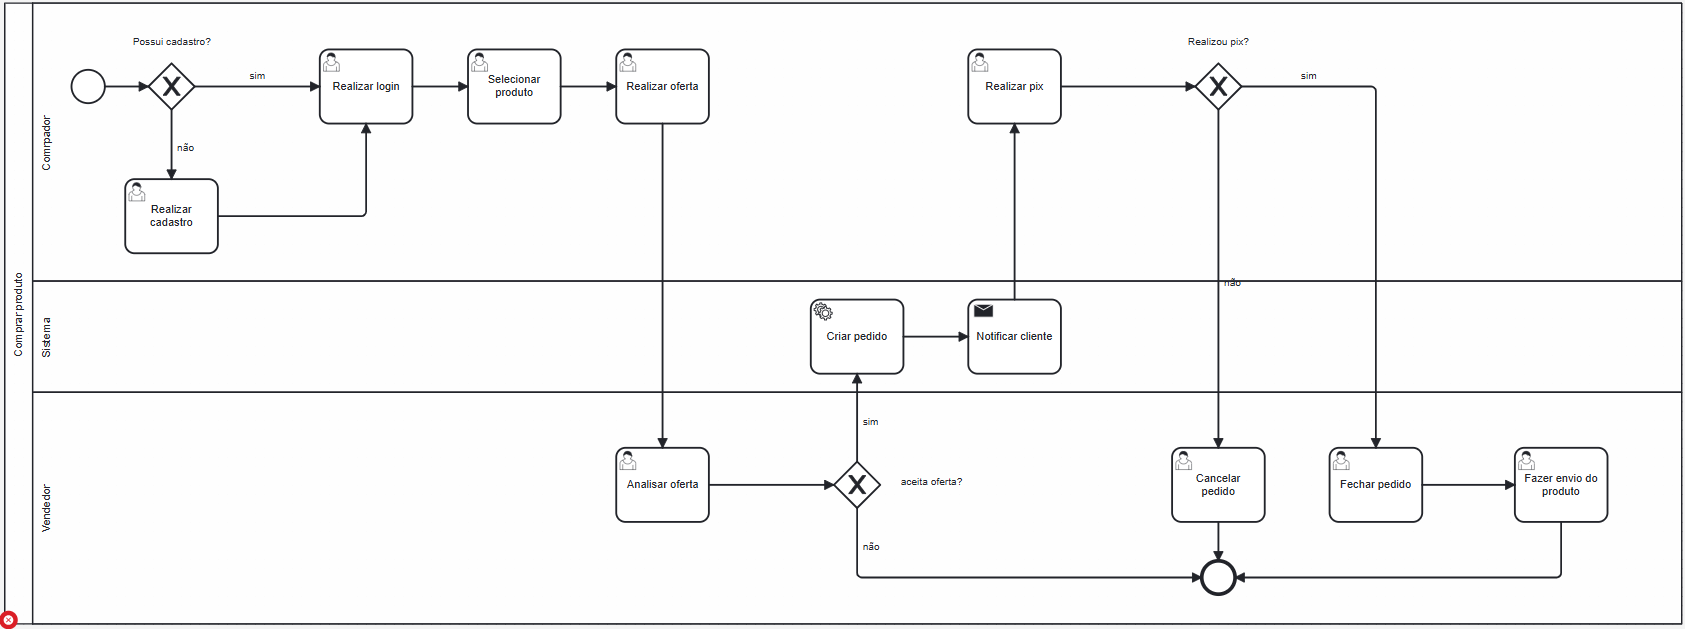 Comprar produto
Comrpador
Possui cadastro?
sim
não
Realizar
cadastro
Realizar login
Selecionar
produto
Realizar oferta
Realizar pix
Realizou pix?
sim
não
Sistema
Criar pedido
Notificar cliente
Vendedor
Analisar oferta
sim
aceita oferta?
não
Cancelar
pedido
Fechar pedido
Fazer envio do
produto